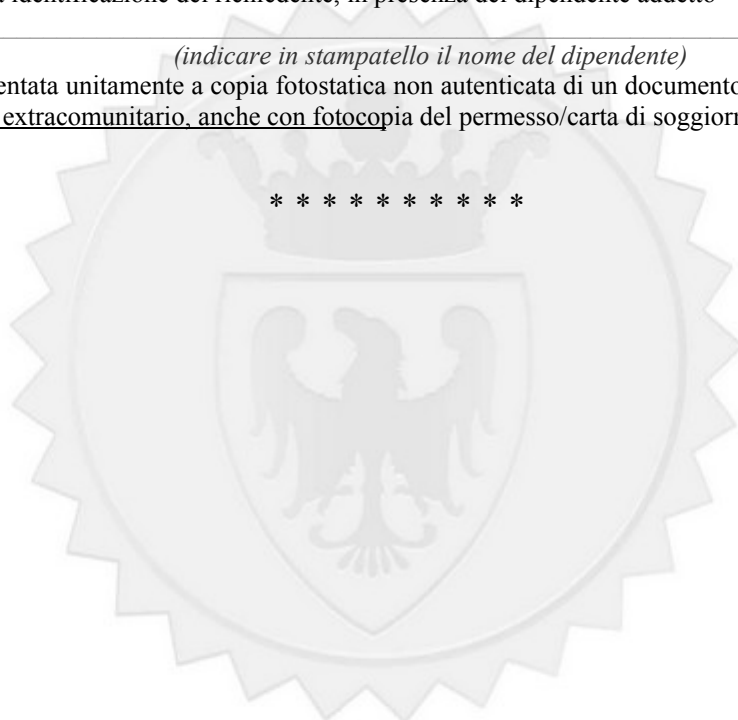 identificazione del richiedente, in presenza del dipendente addetto
(indicare in stampatello il nome del dipendente)
entata unitamente a copia fotostatica non autenticata di un documento
extracomunitario, anche con fotocopia del permesso/carta di soggior
* * * * * * * * * *